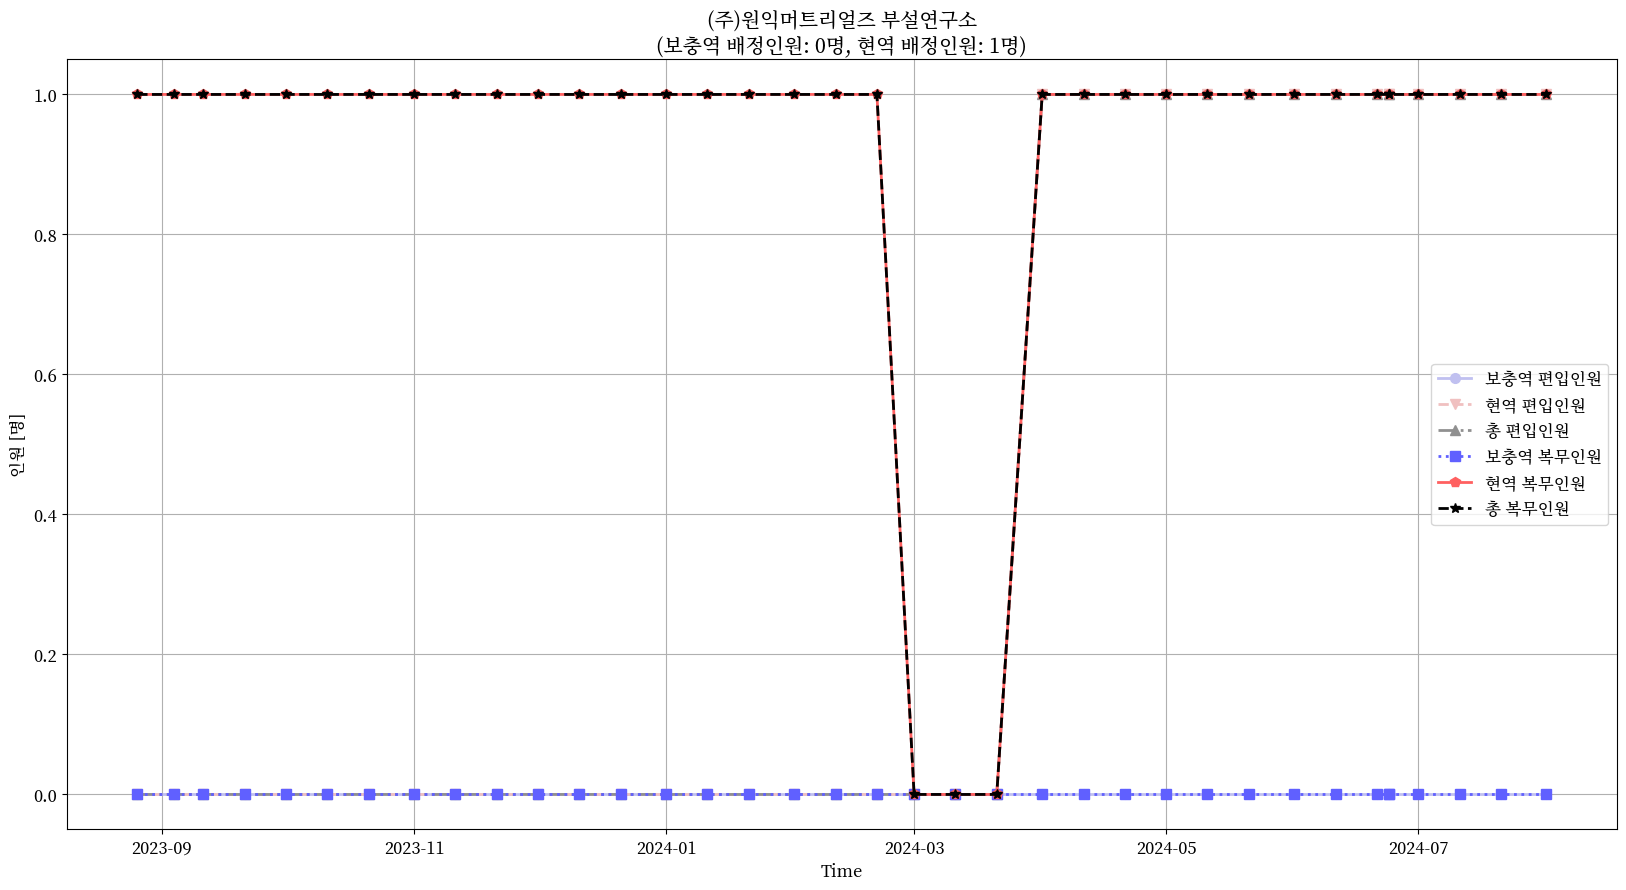 (주)원익머트리얼즈 부설연구소
(보충역 배정인원: 0명, 현역 배정인원: 1명)
인원 [명]
1.0
0.8
0.6
0.4
0.2
0.0
보충역 편입인원
현역 편입인원
총 편입인원
보충역 복무인원
현역 복무인원
총 복무인원
2023-09 2023-11 2024-01 2024-03 2024-05 2024-07
Time